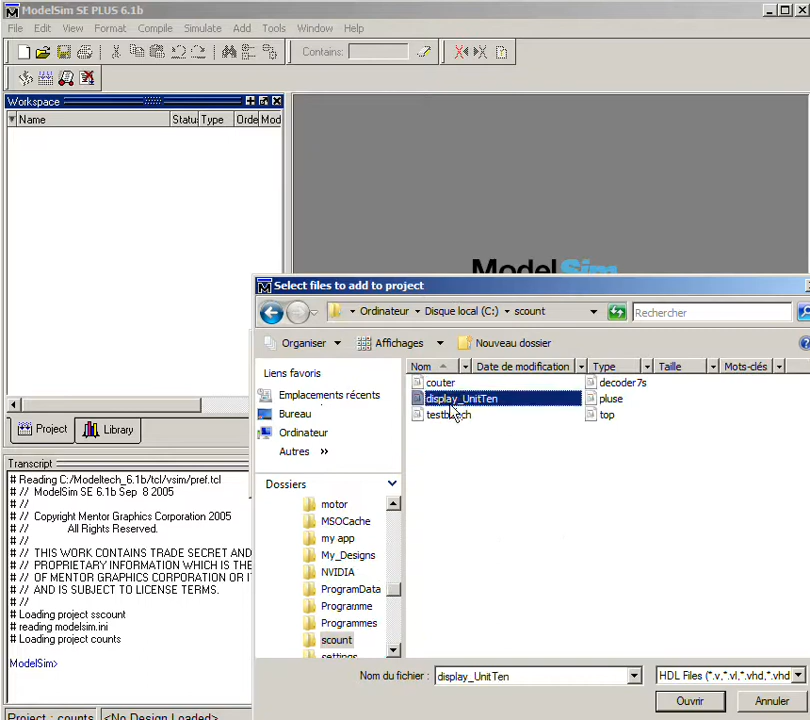 ModelSim SE PLUS 6.1b
File Edit View Format Compile Simulate Add Tools Window Help
Contains:
Workspace
Name Statu Type Orde Mod
ModelSim
Select files to add to project
Ordinateur Disque local (C:) scount Rechercher
Organiser Affichages Nouveau dossier
Liens favoris
Emplacements récents
Bureau
Ordinateur
Autres »
Nom Date de modification Type Taille Mots-clés
couter decoder7s
display_UnitTen pluse
testbench top
Dossiers
motor
MSOCache
my app
My_Designs
NVIDIA
ProgramData
Programme
Programmes
scount
settings
Nom du fichier : display_UnitTen HDL Files (*.v,*.vl,*.vhd,*.vhd
Ouvrir Annuler
Project Library
Transcript
# Reading C:/Modeltech_6.1b/tcl/vsim/pref.tcl
# // ModelSim SE 6.1b Sep 8 2005
# //
# // Copyright Mentor Graphics Corporation 2005
# // All Rights Reserved.
# //
# // THIS WORK CONTAINS TRADE SECRET AND
# // PROPRIETARY INFORMATION WHICH IS THE
# // OF MENTOR GRAPHICS CORPORATION OR IT
# // AND IS SUBJECT TO LICENSE TERMS.
# //
# Loading project sscount
# reading modelsim.ini
# Loading project counts
ModelSim>
Project : counts <No Design Loaded>